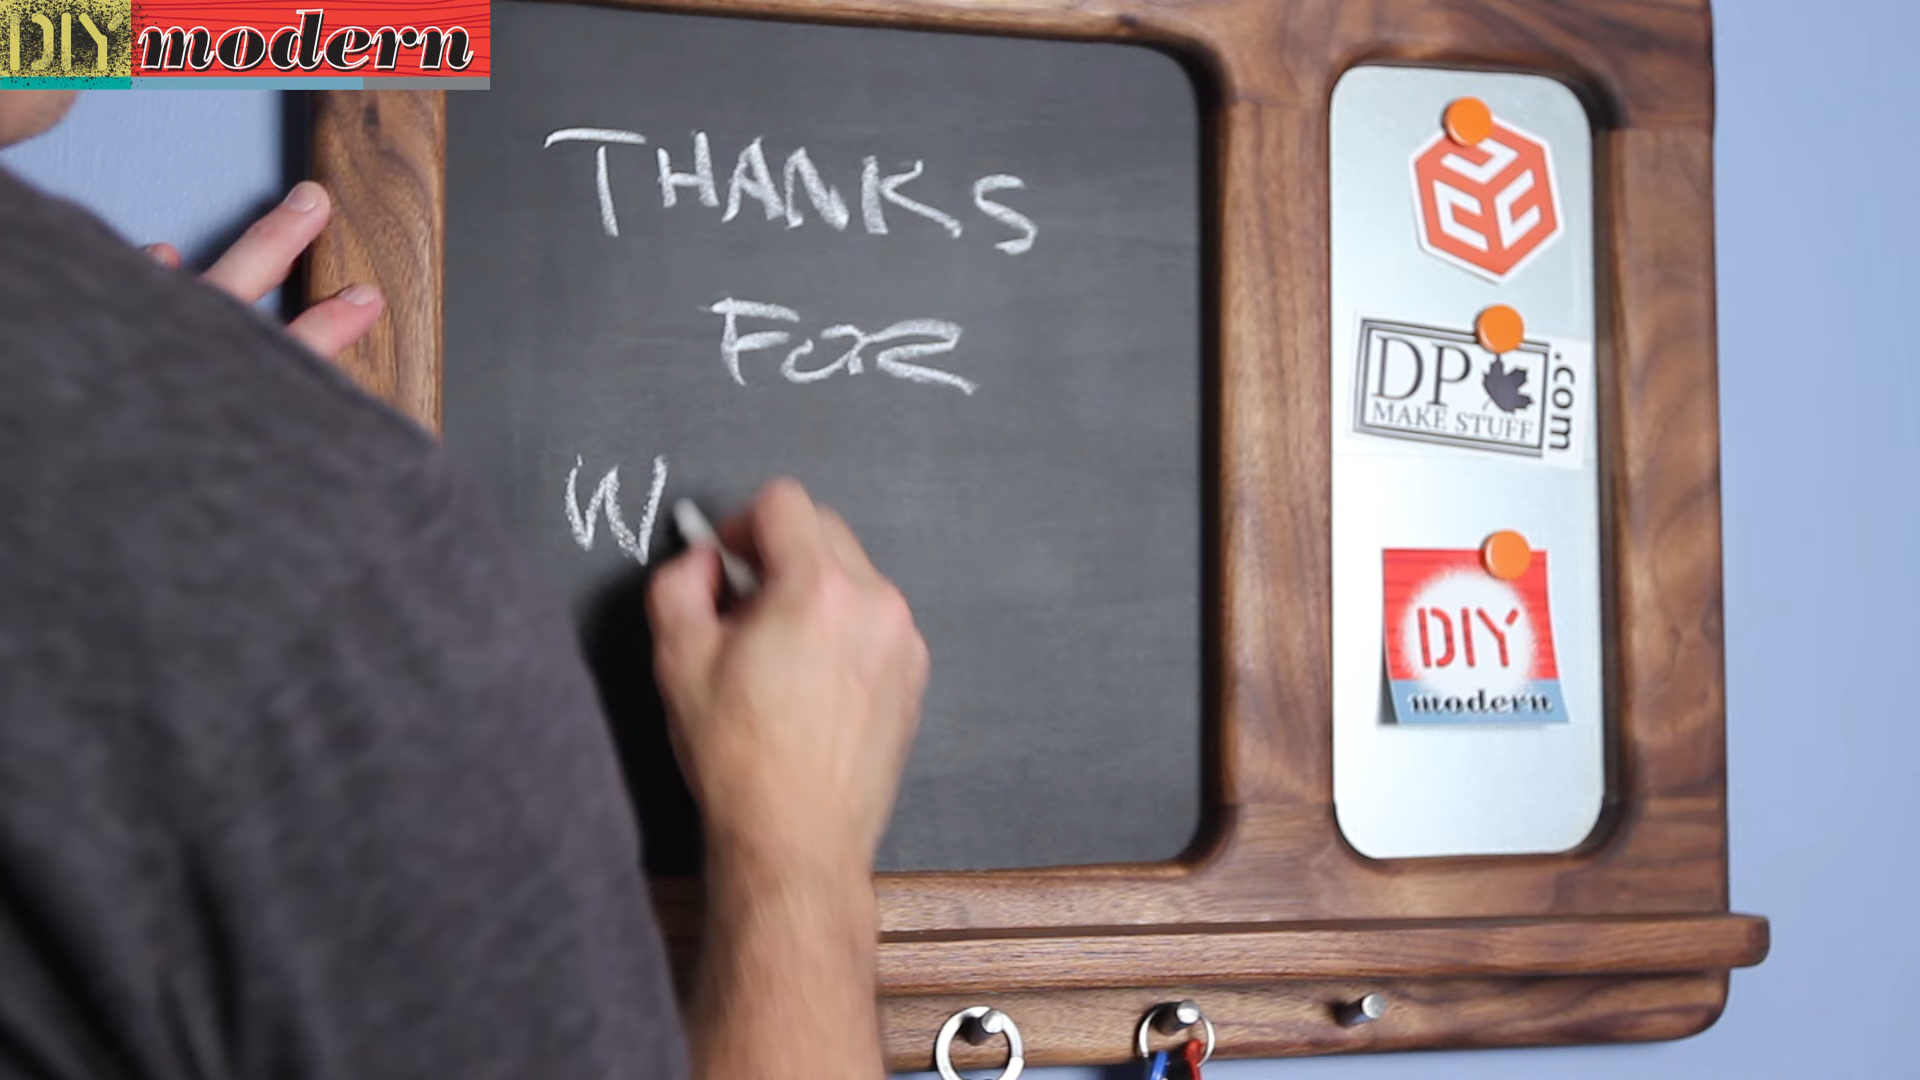 DIY modern
THANKS
FOR
W
DP
MAKE STUFF
.com
DIY
modern